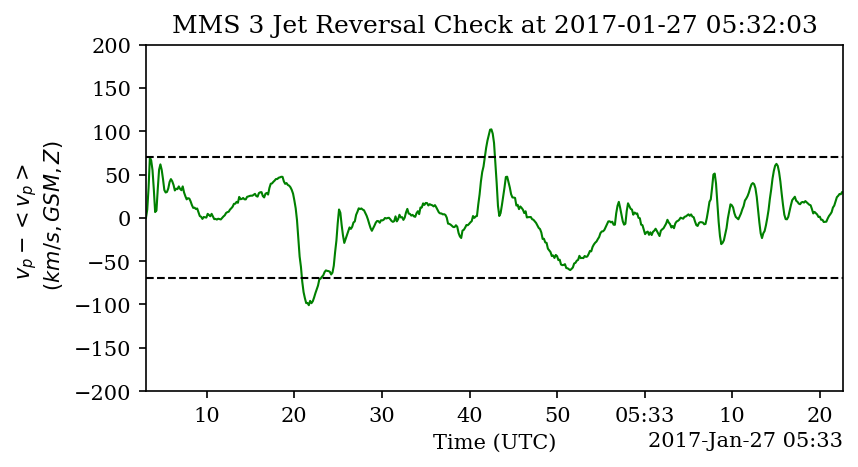 MMS 3 Jet Reversal Check at 2017-01-27 05:32:03
v_p − < v_p >
(km/s, GSM, Z)
200
150
100
50
0
−50
−100
−150
−200
10 20 30 40 50 05:33 10 20
Time (UTC) 2017-Jan-27 05:33